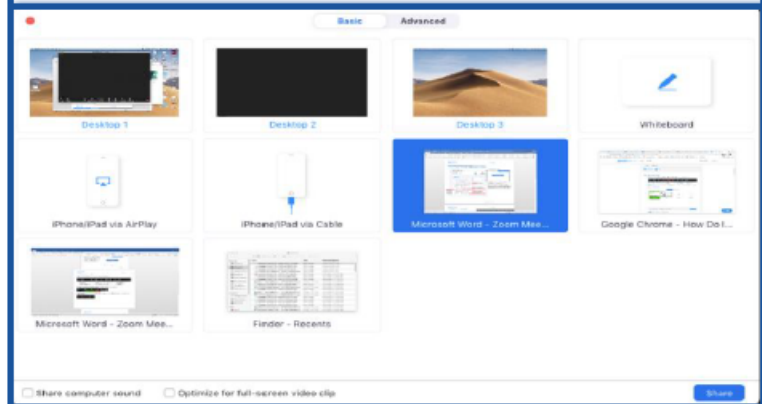 Basic Advanced
Desktop 1 Desktop 2 Desktop 3 Whiteboard
iPhone/iPad via AirPlay iPhone/iPad via Cable Microsoft Word - Zoom Mee... Google Chrome - How Do I...
Microsoft Word - Zoom Mee... Finder - Recents
Share computer sound Optimize for full-screen video clip Share